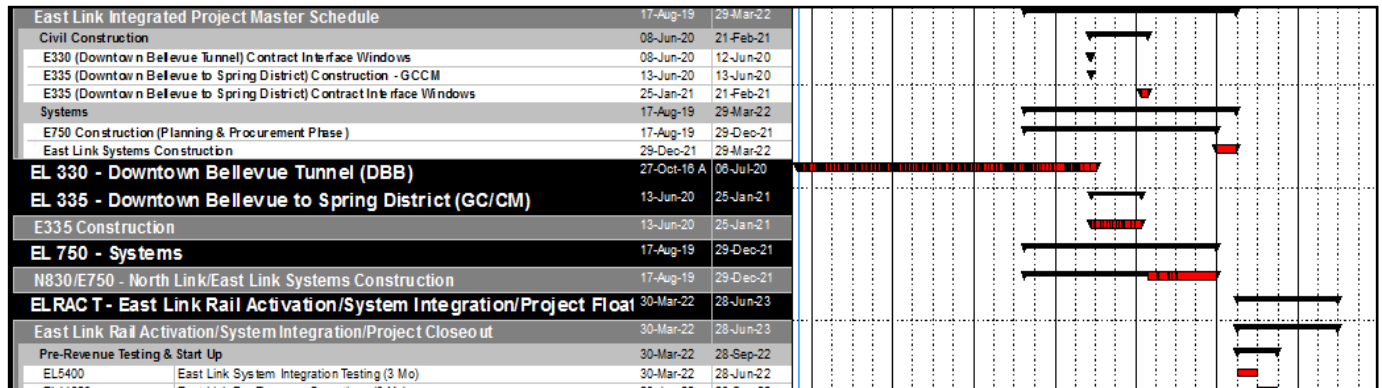 East Link Integrated Project Master Schedule 17-Aug-19 29-Mar-22
Civil Construction 08-Jun-20 21-Feb-21
E330 (Downtown Bellevue Tunnel) Contract Interface Windows 08-Jun-20 12-Jun-20
E335 (Downtown Bellevue to Spring District) Construction - GCCM 13-Jun-20 13-Jun-20
E335 (Downtown Bellevue to Spring District) Contract Interface Windows 25-Jan-21 21-Feb-21
Systems 17-Aug-19 29-Mar-22
E750 Construction (Planning & Procurement Phase) 17-Aug-19 29-Dec-21
East Link Systems Construction 29-Dec-21 29-Mar-22
EL 330 - Downtown Bellevue Tunnel (DBB) 27-Oct-16 A 06-Jul-20
EL 335 - Downtown Bellevue to Spring District (GC/CM) 13-Jun-20 25-Jan-21
E335 Construction 13-Jun-20 25-Jan-21
EL 750 - Systems 17-Aug-19 29-Dec-21
N830/E750 - North Link/East Link Systems Construction 17-Aug-19 29-Dec-21
ELRACT - East Link Rail Activation/System Integration/Project Float 30-Mar-22 28-Jun-23
East Link Rail Activation/System Integration/Project Closeout 30-Mar-22 28-Jun-23
Pre-Revenue Testing & Start Up 30-Mar-22 28-Sep-22
EL5400 East Link System Integration Testing (3 Mo) 30-Mar-22 28-Jun-22